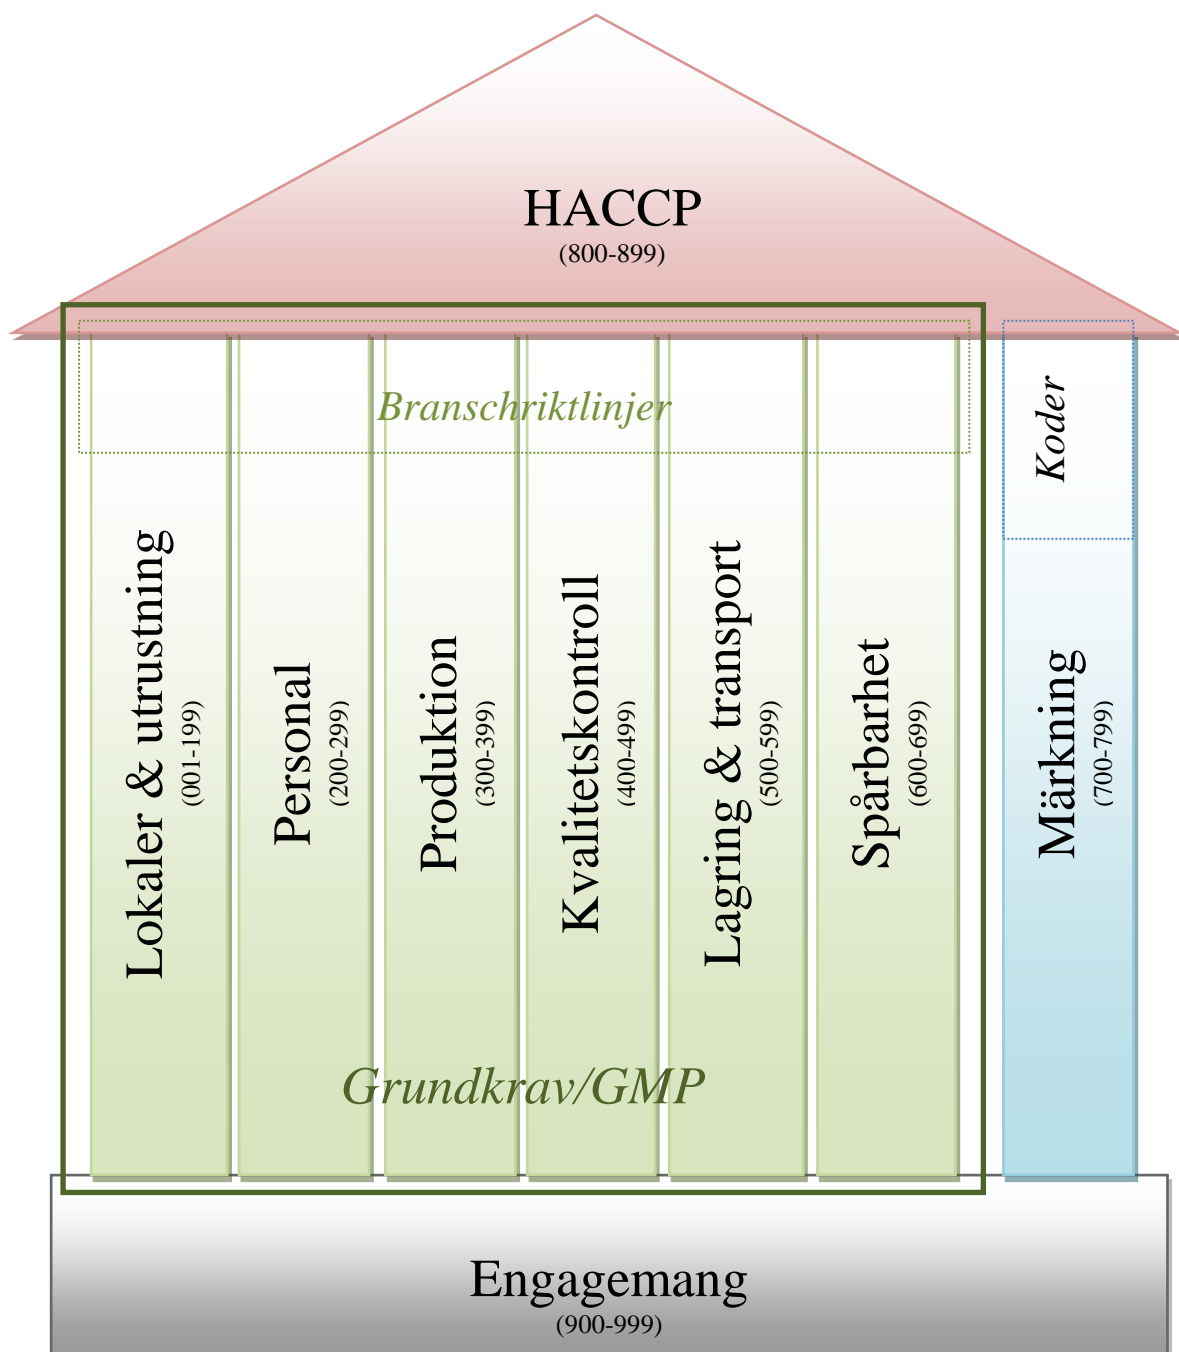 HACCP
(800-899)
Branschriktlinjer
Koder
Lokaler & utrustning
(001-199)
Personal
(200-299)
Produktion
(300-399)
Kvalitetskontroll
(400-499)
Lagring & transport
(500-599)
Spårbarhet
(600-699)
Märkning
(700-799)
Grundkrav/GMP
Engagemang
(900-999)